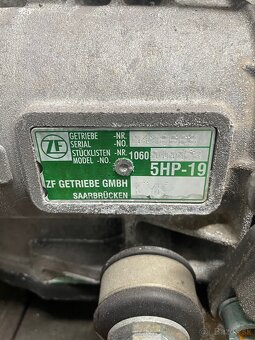 ZF
GETRIEBE -NR.
SERIAL -NO.
STÜCKLISTEN -NR. 1060
MODEL -NO.
5HP-19
ZF GETRIEBE GMBH
SAARBRÜCKEN